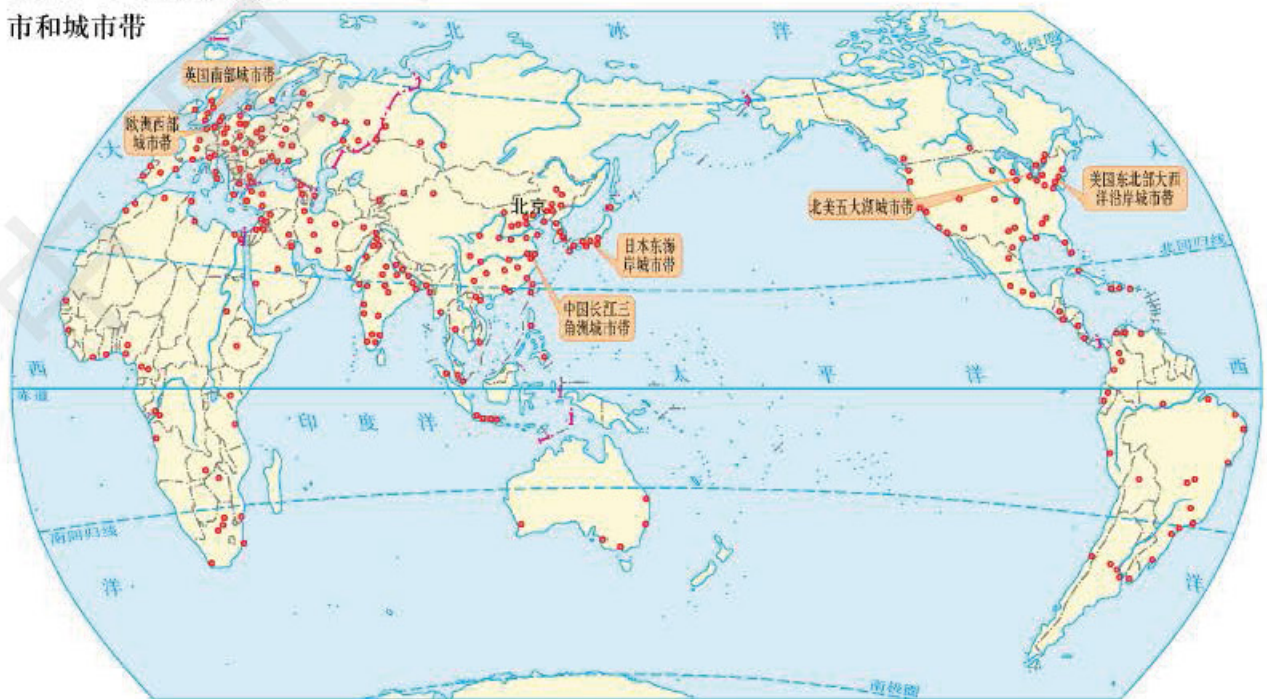 市和城市带
北
冰
洋
北极圈
英国南部城市带
欧洲西部
城市带
大
大
北京
北美五大湖城市带
美国东北部大西
洋沿岸城市带
日本东海
岸城市带
北回归线
中国长江三
角洲城市带
西
太
平
洋
西
赤道
印
度
洋
南回归线
洋
洋
南极圈